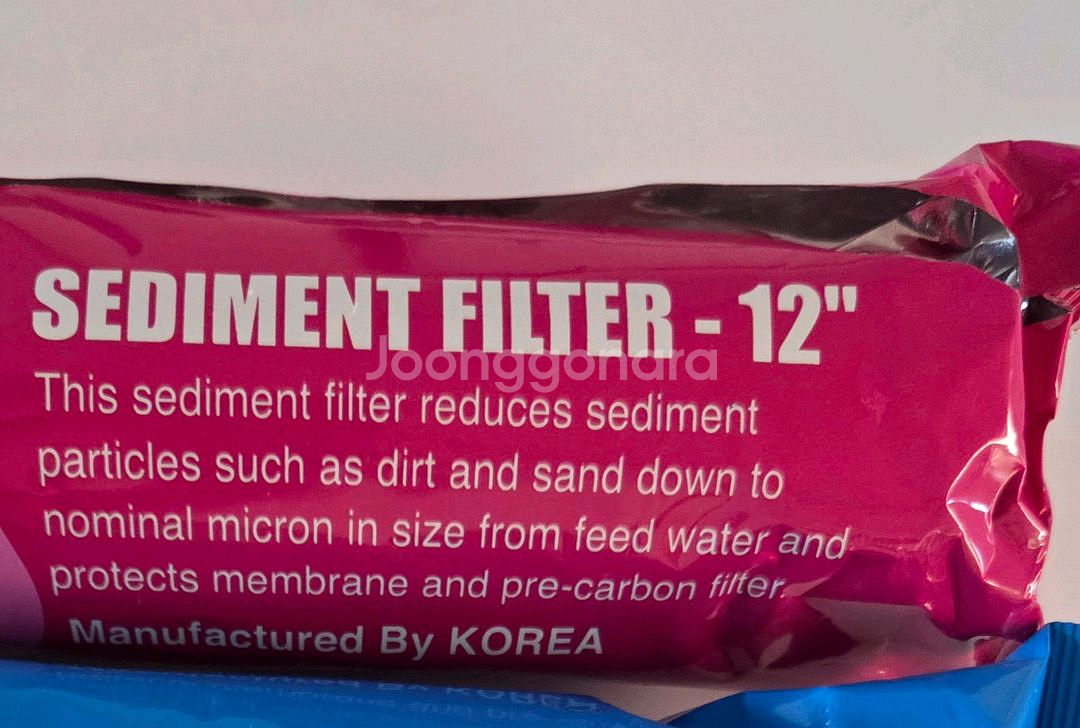 SEDIMENT FILTER - 12"
Joonggonara
This sediment filter reduces sediment
particles such as dirt and sand down to
nominal micron in size from feed water and
protects membrane and pre-carbon filter.
Manufactured By KOREA